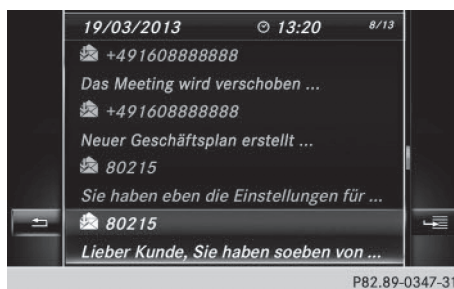 19/03/2013 13:20 8/13
+491608888888
Das Meeting wird verschoben ...
+491608888888
Neuer Geschäftsplan erstellt ...
80215
Sie haben eben die Einstellungen für ...
80215
Lieber Kunde, Sie haben soeben von ...
P82.89-0347-31